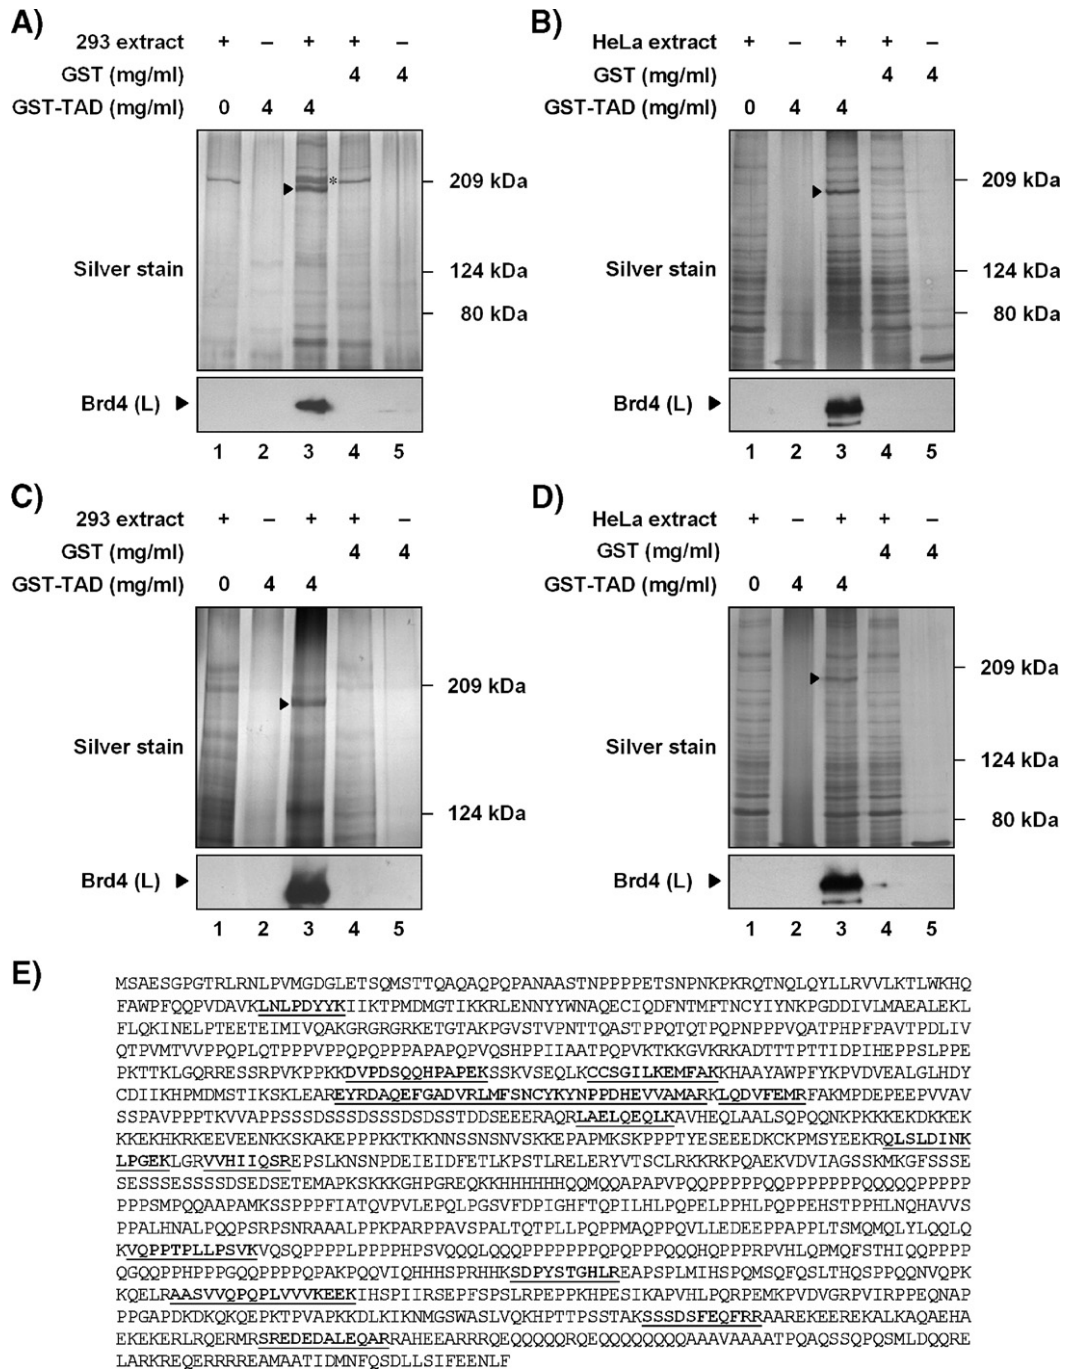 A)
293 extract + – + + –
GST (mg/ml) 4 4
GST-TAD (mg/ml) 0 4 4
209 kDa
*
Silver stain
124 kDa
80 kDa
Brd4 (L)
1 2 3 4 5
B)
HeLa extract + – + + –
GST (mg/ml) 4 4
GST-TAD (mg/ml) 0 4 4
209 kDa
Silver stain
124 kDa
80 kDa
Brd4 (L)
1 2 3 4 5
C)
293 extract + – + + –
GST (mg/ml) 4 4
GST-TAD (mg/ml) 0 4 4
209 kDa
Silver stain
124 kDa
Brd4 (L)
1 2 3 4 5
D)
HeLa extract + – + + –
GST (mg/ml) 4 4
GST-TAD (mg/ml) 0 4 4
209 kDa
Silver stain
124 kDa
80 kDa
Brd4 (L)
1 2 3 4 5
E)
MSAESGPGTRLRNLPVMGDGLETSQMSTTQAQAQPQPANAASTNPPPPETSNPNKPKRQTNQLQYLLRVVLKTLWKHQ
FAWPFQQPVDAVKLNLPDYYKIIKTPMDMGTIKKRLENNYYWNAQECIQDFNTMFTNCYIYNKPGDDIVLMAEALEKL
FLQKINELPTEETEIMIVQAKGRGRGRKETGTAKPGVSTVPNTTQASTPPQTQTPQPNPPPVQATPHPFPAVTPDLIV
QTPVMTVVPPQPLQTPPPVPPQPQPPPAPAPQPVQSHPPIIAATPQPVKTKKGVKRKADTTTPTTIDPIHEPPSLPPE
PKTTKLGQRRESSRPVKPPKKDVPDSQQHPAPEKSSKVSEQLKCCSGILKEMFAKKHAAYAWPFYKPVDVEALGLHDY
CDIIKHPMDMSTIKSKLEAREYRDAQEFGADVRLMFSNCYKYNPPDHEVVAMARKLQDVFEMRFAKMPDEPEEPVVAV
SSPAVPPPTKVVAPPSSSDSSSDSSSDSDSSTDDSEEERAQRLAELQEQLKAVHEQLAALSQPQQNKPKKKEKDKKEK
KKEKHKRKEEVEENKKSKAKEPPPKKTKKNNSSNSNVSKKEPAPMKSKPPPTYESEEEDKCKPMSYEEKRQLSLDINK
LPGEKLGRVVHIIQSREPSLKNSNPDEIEIDFETLKPSTLRELERYVTSCLRKKRKPQAEKVDVIAGSSKMKGFSSSE
SESSSESSSSDSEDSETEMAPKSKKKGHPGREQKKHHHHHHQQMQQAPAPVPQQPPPPPQQPPPPPPPQQQQQPPPPP
PPPSMPQQAAPAMKSSPPPFIATQVPVLEPQLPGSVFDPIGHFTQPILHLPQPELPPHLPQPPEHSTPPHLNQHAVVS
PPALHNALPQQPSRPSNRAAALPPKPARPPAVSPALTQTPLLPQPPMAQPPQVLLEDEEPPAPPLTSMQMQLYLQQLQ
KVQPPTPLLPSVKVQSQPPPPLPPPPHPSVQQQLQQQPPPPPPPQPQPPPQQQHQPPPRPVHLQPMQFSTHIQQPPPP
QGQQPPHPPPGQQPPPPQPAKPQQVIQHHHSPRHHKSDPYSTGHLREAPSPLMIHSPQMSQFQSLTHQSPPQQNVQPK
KQELRAASVVQPQPLVVVKEEKIHSPIIRSEPFSPSLRPEPPKHPESIKAPVHLPQRPEMKPVDVGRPVIRPPEQNAP
PPGAPDKDKQKQEPKTPVAPKKDLKIKNMGSWASLVQKHPTTPSSTAKSSSDSFEQFRRAAREKEEREKALKAQAEHA
EKEKERLRQERMRSREDEDALEQARRAHEEARRRQEQQQQQRQEQQQQQQQQAAAVAAAATPQAQSSQPQSMLDQQRE
LARKREQERRRREAMAATIDMNFQSDLLSIFEENLF